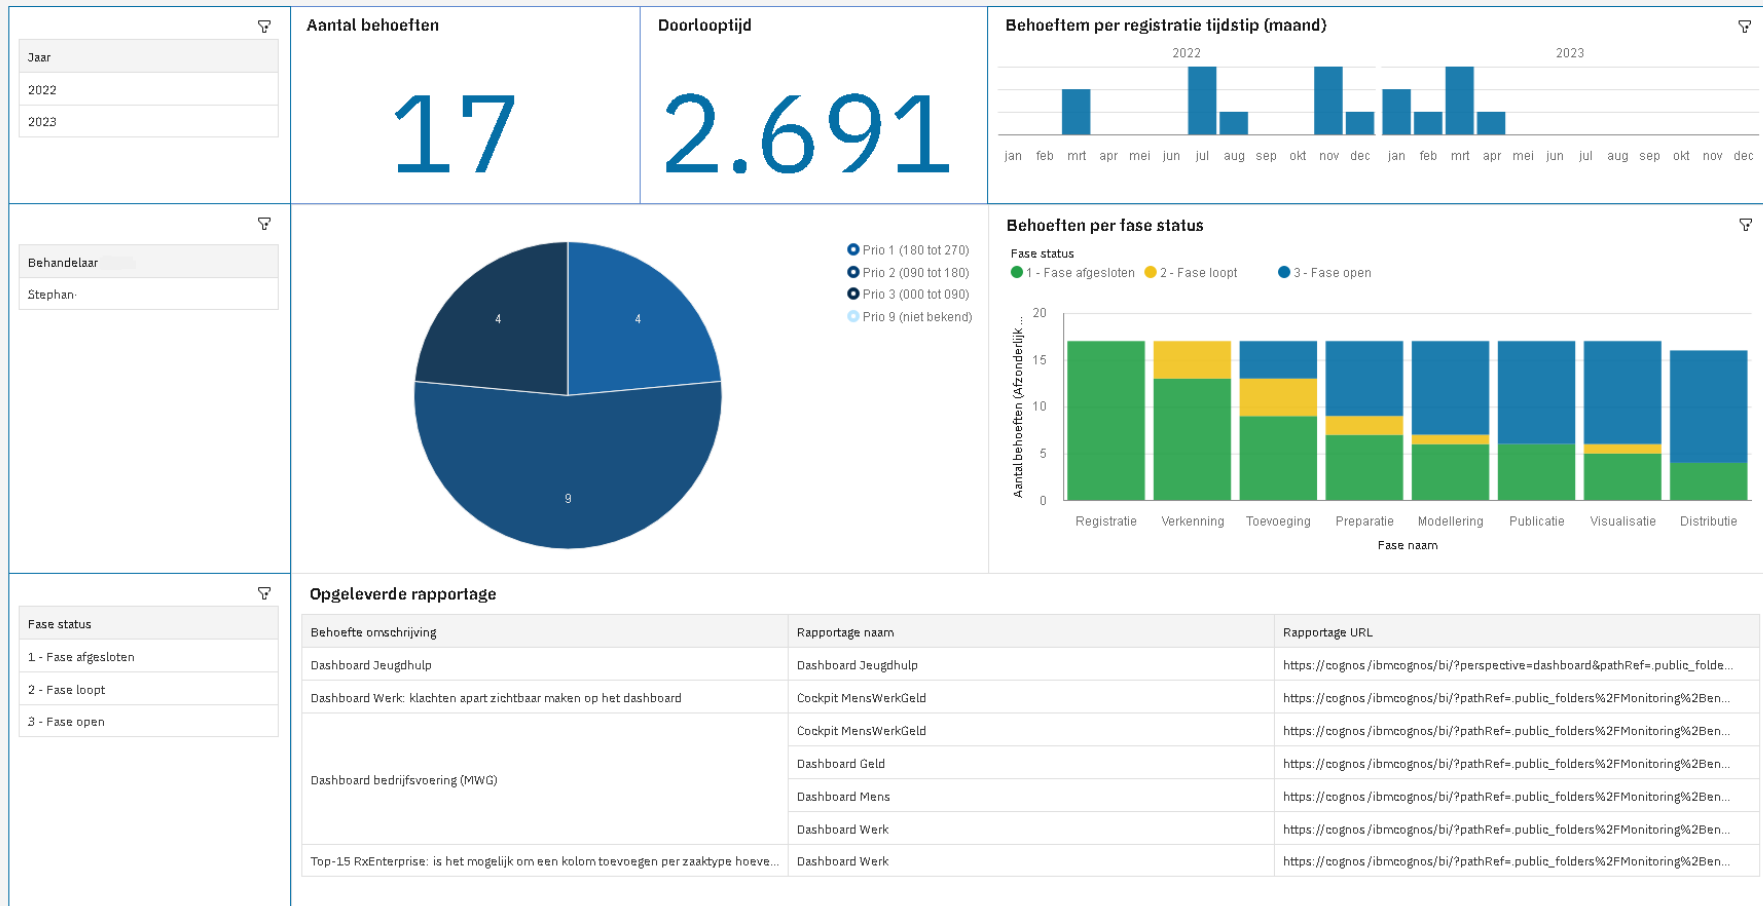 Jaar
2022
2023
Aantal behoeften
17
Doorlooptijd
2.691
Behoeftem per registratie tijdstip (maand)
2022 2023
jan feb mrt apr mei jun jul aug sep okt nov dec jan feb mrt apr mei jun jul aug sep okt nov dec
Behandelaar
Stephan
4
4
9
Prio 1 (180 tot 270)
Prio 2 (090 tot 180)
Prio 3 (000 tot 090)
Prio 9 (niet bekend)
Behoeften per fase status
Fase status
1 - Fase afgesloten 2 - Fase loopt 3 - Fase open
Aantal behoeften (Afzonderlijk ...
20
15
10
5
0
Registratie Verkenning Toevoeging Preparatie Modellering Publicatie Visualisatie Distributie
Fase naam
Fase status
1 - Fase afgesloten
2 - Fase loopt
3 - Fase open
Opgeleverde rapportage
Behoefte omschrijving Rapportage naam Rapportage URL
Dashboard Jeugdhulp Dashboard Jeugdhulp https://cognos/ibmcognos/bi/?perspective=dashboard&pathRef=.public_folde...
Dashboard Werk: klachten apart zichtbaar maken op het dashboard Cockpit MensWerkGeld https://cognos/ibmcognos/bi/?pathRef=.public_folders%2FMonitoring%2Ben...
Cockpit MensWerkGeld https://cognos/ibmcognos/bi/?pathRef=.public_folders%2FMonitoring%2Ben...
Dashboard Geld https://cognos/ibmcognos/bi/?pathRef=.public_folders%2FMonitoring%2Ben...
Dashboard bedrijfsvoering (MWG)
Dashboard Mens https://cognos/ibmcognos/bi/?pathRef=.public_folders%2FMonitoring%2Ben...
Dashboard Werk https://cognos/ibmcognos/bi/?pathRef=.public_folders%2FMonitoring%2Ben...
Top-15 RxEnterprise: is het mogelijk om een kolom toevoegen per zaaktype hoeve... Dashboard Werk https://cognos/ibmcognos/bi/?pathRef=.public_folders%2FMonitoring%2Ben...